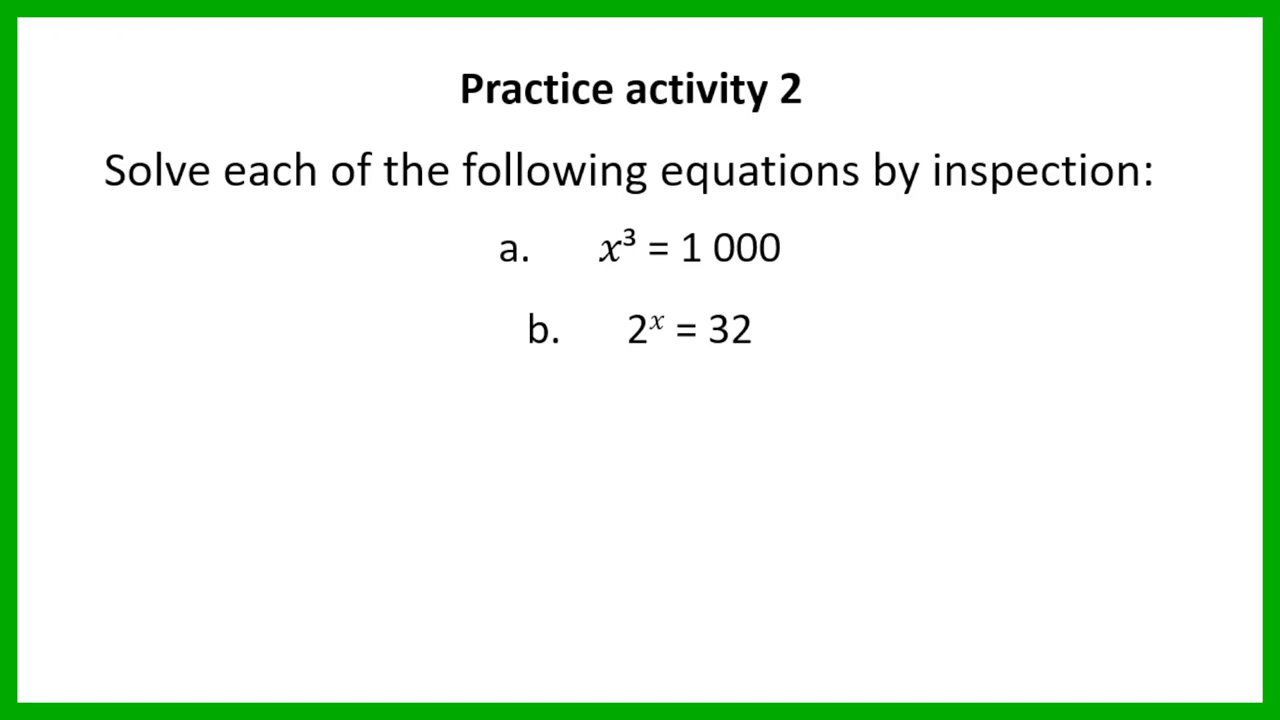 Practice activity 2
Solve each of the following equations by inspection:
a. x³ = 1 000
b. 2ˣ = 32